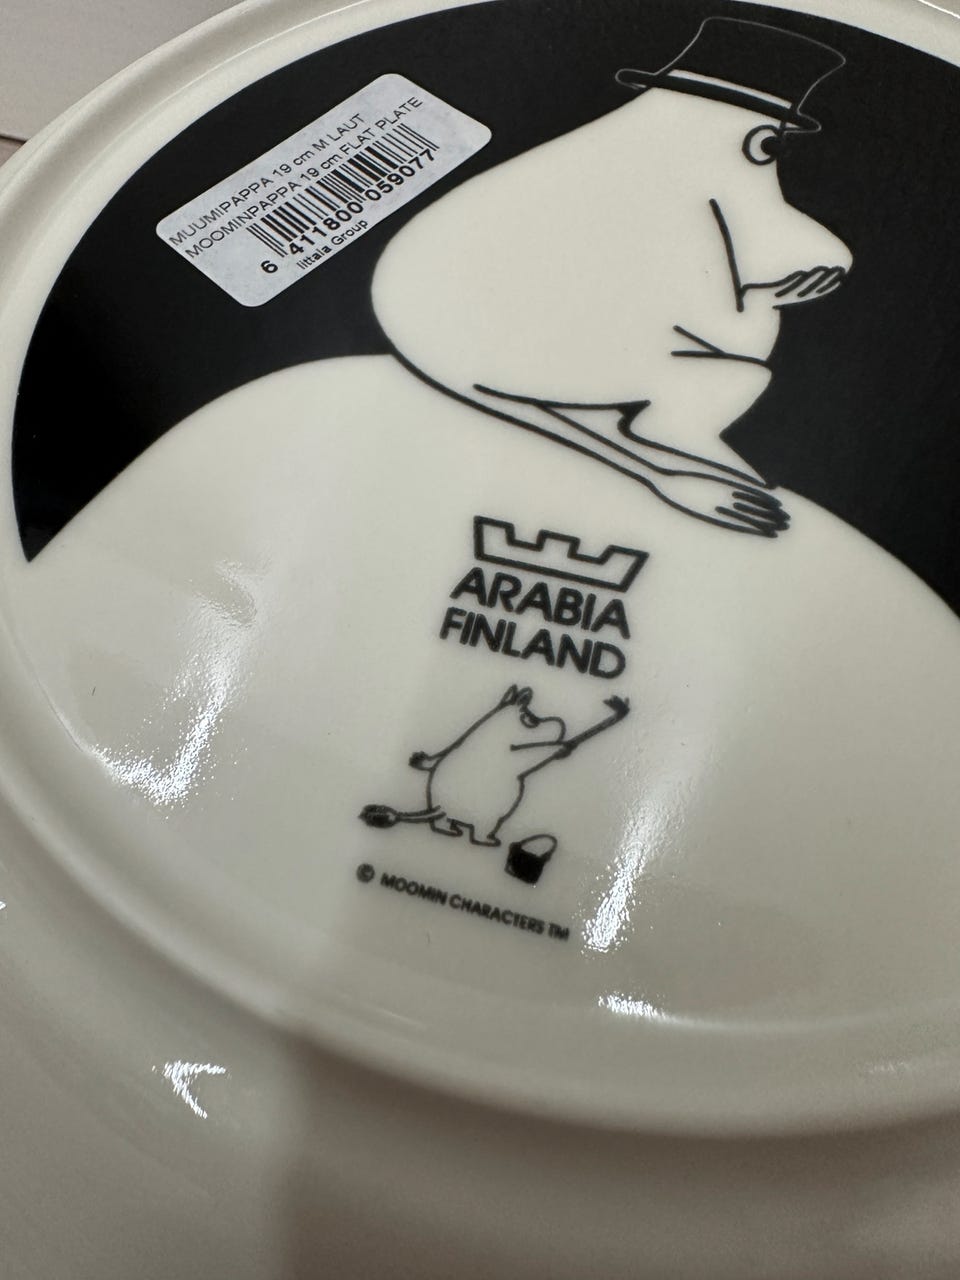 MUUMIPAPPA 19 cm M LAUT
MOOMINPAPPA 19 cm FLAT PLATE
6 411800 059077
Iittala Group
ARABIA
FINLAND
© MOOMIN CHARACTERS TM